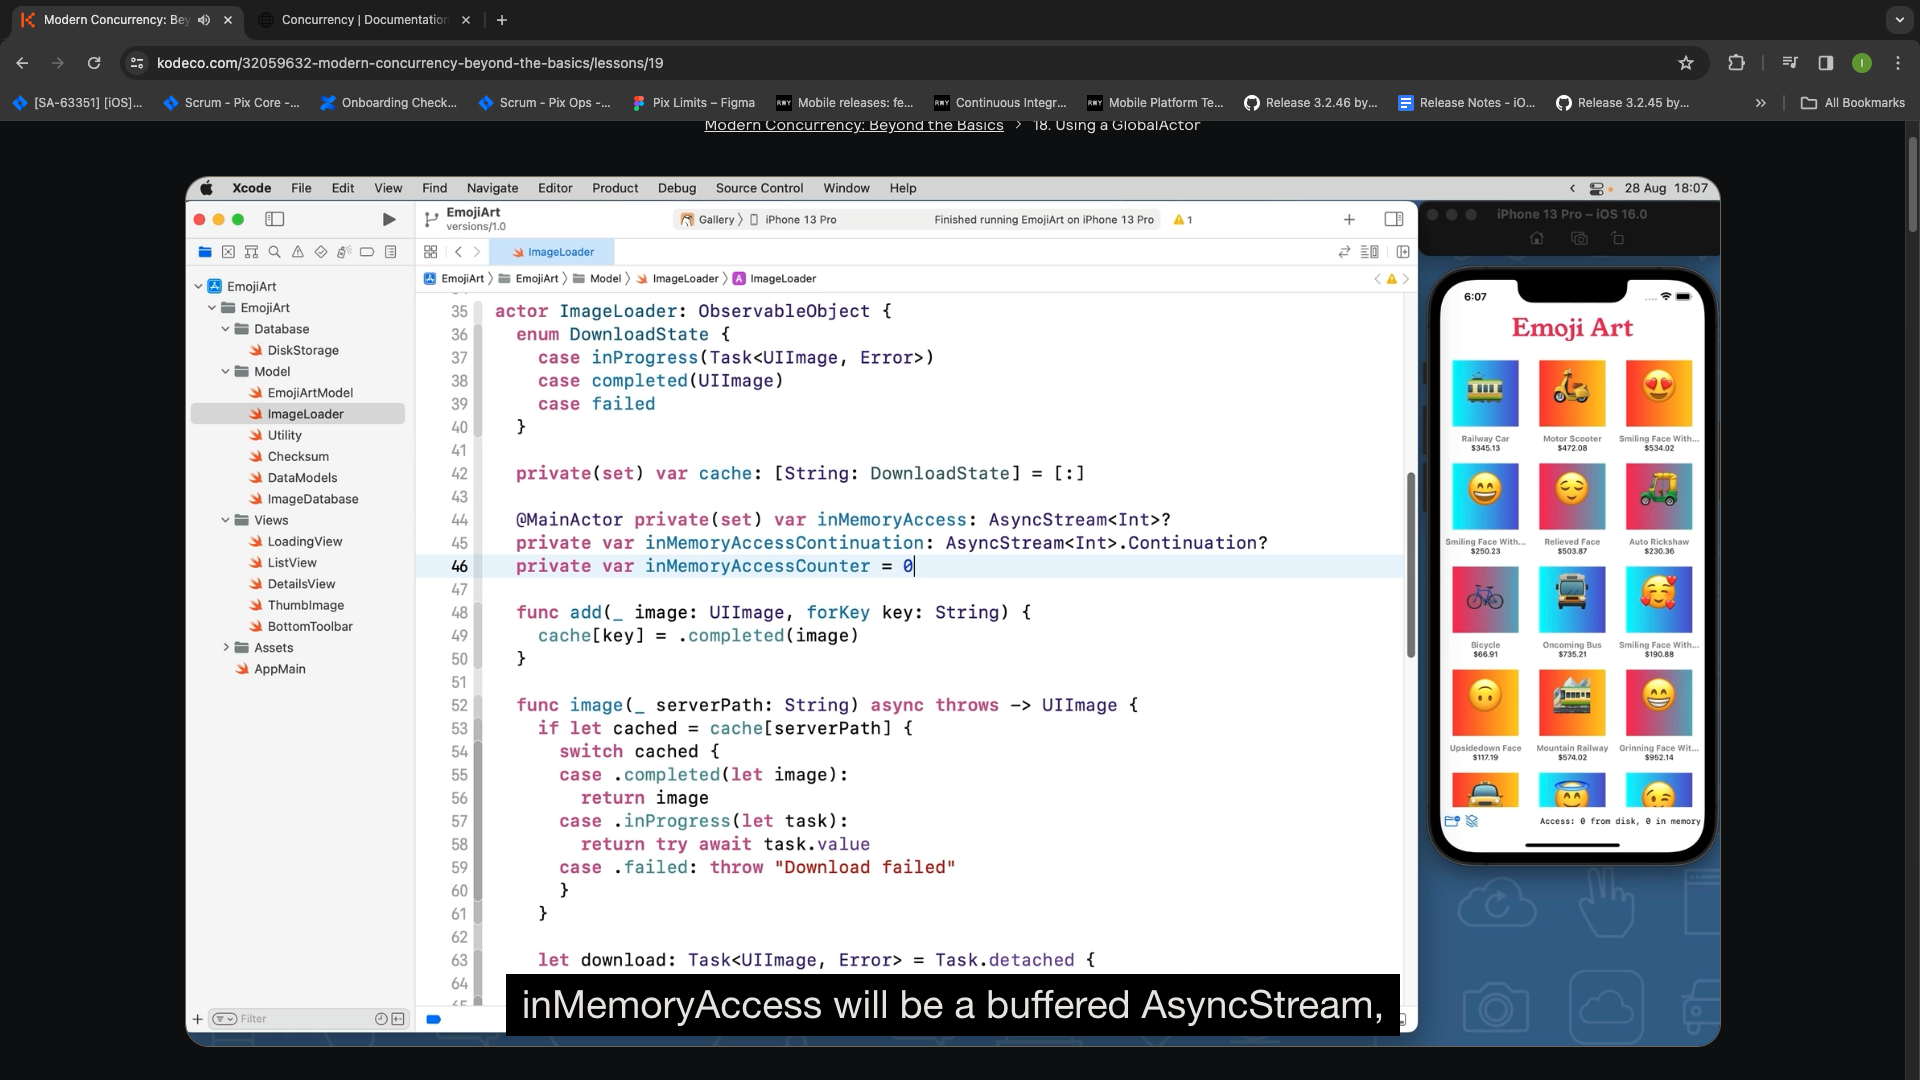 Modern Concurrency: Bey
Concurrency | Documentation
kodeco.com/32059632-modern-concurrency-beyond-the-basics/lessons/19
[SA-63351] [iOS]...
Scrum - Pix Core -...
Onboarding Check...
Scrum - Pix Ops -...
Pix Limits – Figma
Mobile releases: fe...
Continuous Integr...
Mobile Platform Te...
Release 3.2.46 by...
Release Notes - iO...
Release 3.2.45 by...
All Bookmarks
Modern Concurrency: Beyond the Basics > 18. Using a GlobalActor
Xcode File Edit View Find Navigate Editor Product Debug Source Control Window Help
28 Aug 18:07
EmojiArt
versions/1.0
Gallery
iPhone 13 Pro
Finished running EmojiArt on iPhone 13 Pro
1
ImageLoader
EmojiArt
EmojiArt
Model
ImageLoader
ImageLoader
EmojiArt
EmojiArt
Database
DiskStorage
Model
EmojiArtModel
ImageLoader
Utility
Checksum
DataModels
ImageDatabase
Views
LoadingView
ListView
DetailsView
ThumbImage
BottomToolbar
Assets
AppMain
Filter
35 actor ImageLoader: ObservableObject {
36 enum DownloadState {
37 case inProgress(Task<UIImage, Error>)
38 case completed(UIImage)
39 case failed
40 }
41
42 private(set) var cache: [String: DownloadState] = [:]
43
44 @MainActor private(set) var inMemoryAccess: AsyncStream<Int>?
45 private var inMemoryAccessContinuation: AsyncStream<Int>.Continuation?
46 private var inMemoryAccessCounter = 0
47
48 func add(_ image: UIImage, forKey key: String) {
49 cache[key] = .completed(image)
50 }
51
52 func image(_ serverPath: String) async throws -> UIImage {
53 if let cached = cache[serverPath] {
54 switch cached {
55 case .completed(let image):
56 return image
57 case .inProgress(let task):
58 return try await task.value
59 case .failed: throw "Download failed"
60 }
61 }
62
63 let download: Task<UIImage, Error> = Task.detached {
64
inMemoryAccess will be a buffered AsyncStream,
iPhone 13 Pro – iOS 16.0
6:07
Emoji Art
Railway Car
$345.13
Motor Scooter
$472.08
Smiling Face With...
$534.02
Smiling Face With...
$250.23
Relieved Face
$503.87
Auto Rickshaw
$230.36
Bicycle
$66.91
Oncoming Bus
$735.21
Smiling Face With...
$190.88
Upsidedown Face
$117.19
Mountain Railway
$574.02
Grinning Face Wit...
$952.14
Access: 0 from disk, 0 in memory